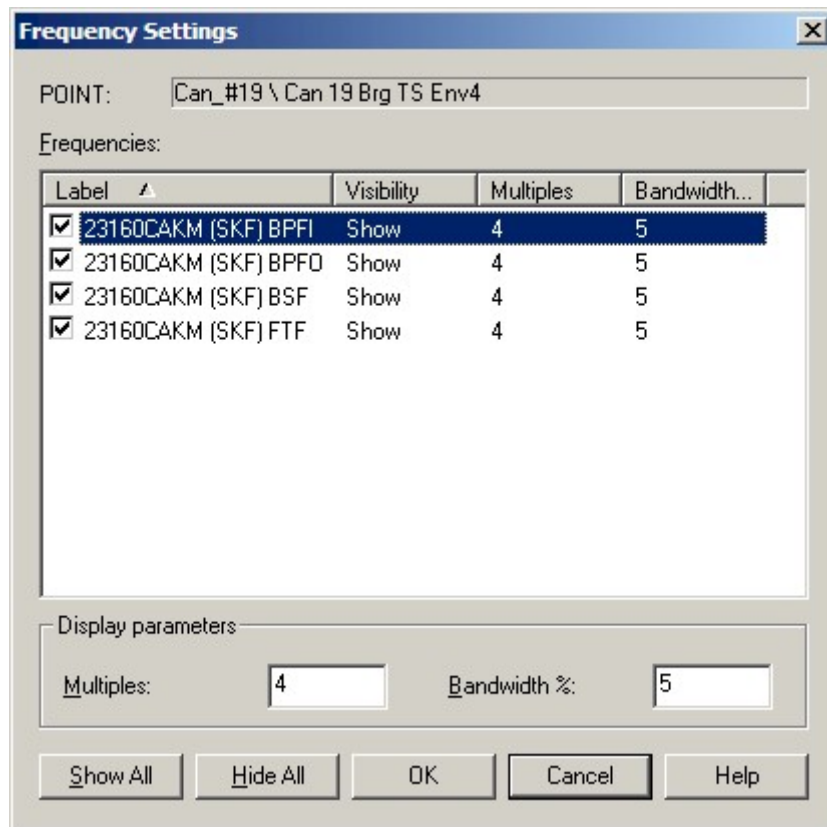 Frequency Settings
POINT: Can_#19 \ Can 19 Brg TS Env4
Frequencies:
Label Visibility Multiples Bandwidth...
23160CAKM (SKF) BPFI Show 4 5
23160CAKM (SKF) BPFO Show 4 5
23160CAKM (SKF) BSF Show 4 5
23160CAKM (SKF) FTF Show 4 5
Display parameters
Multiples: 4 Bandwidth %: 5
Show All Hide All OK Cancel Help